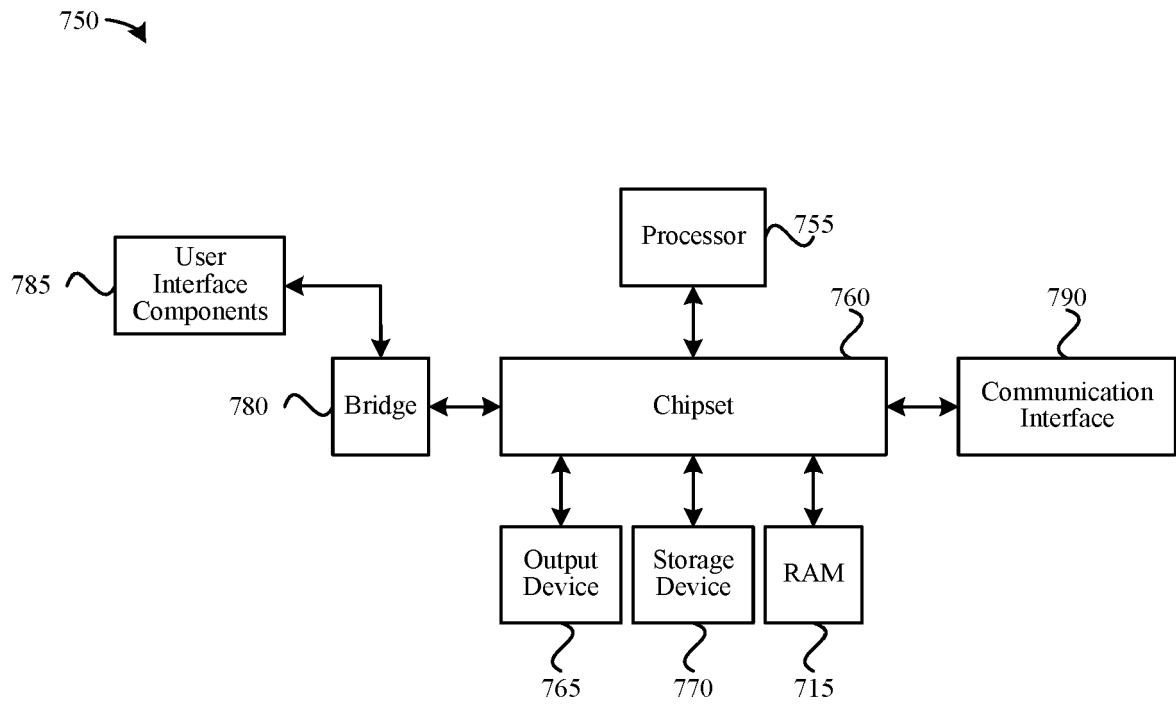 750
Processor
755
User
Interface
Components
785
760
790
780
Bridge
Chipset
Communication
Interface
Output
Device
Storage
Device
RAM
765
770
715